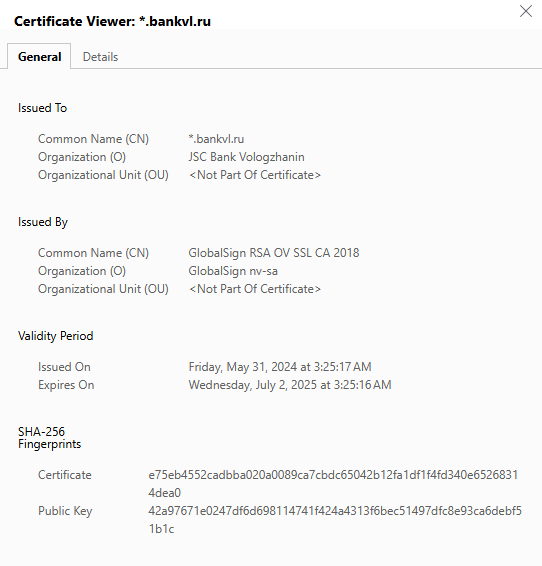 Certificate Viewer: *.bankvl.ru
General Details
Issued To
Common Name (CN) *.bankvl.ru
Organization (O) JSC Bank Vologzhanin
Organizational Unit (OU) <Not Part Of Certificate>
Issued By
Common Name (CN) GlobalSign RSA OV SSL CA 2018
Organization (O) GlobalSign nv-sa
Organizational Unit (OU) <Not Part Of Certificate>
Validity Period
Issued On Friday, May 31, 2024 at 3:25:17 AM
Expires On Wednesday, July 2, 2025 at 3:25:16 AM
SHA-256
Fingerprints
Certificate e75eb4552cadbba020a0089ca7cbdc65042b12fa1df1f4fd340e6526831
4dea0
Public Key 42a97671e0247df6d698114741f424a4313f6bec51497dfc8e93ca6debf5
1b1c